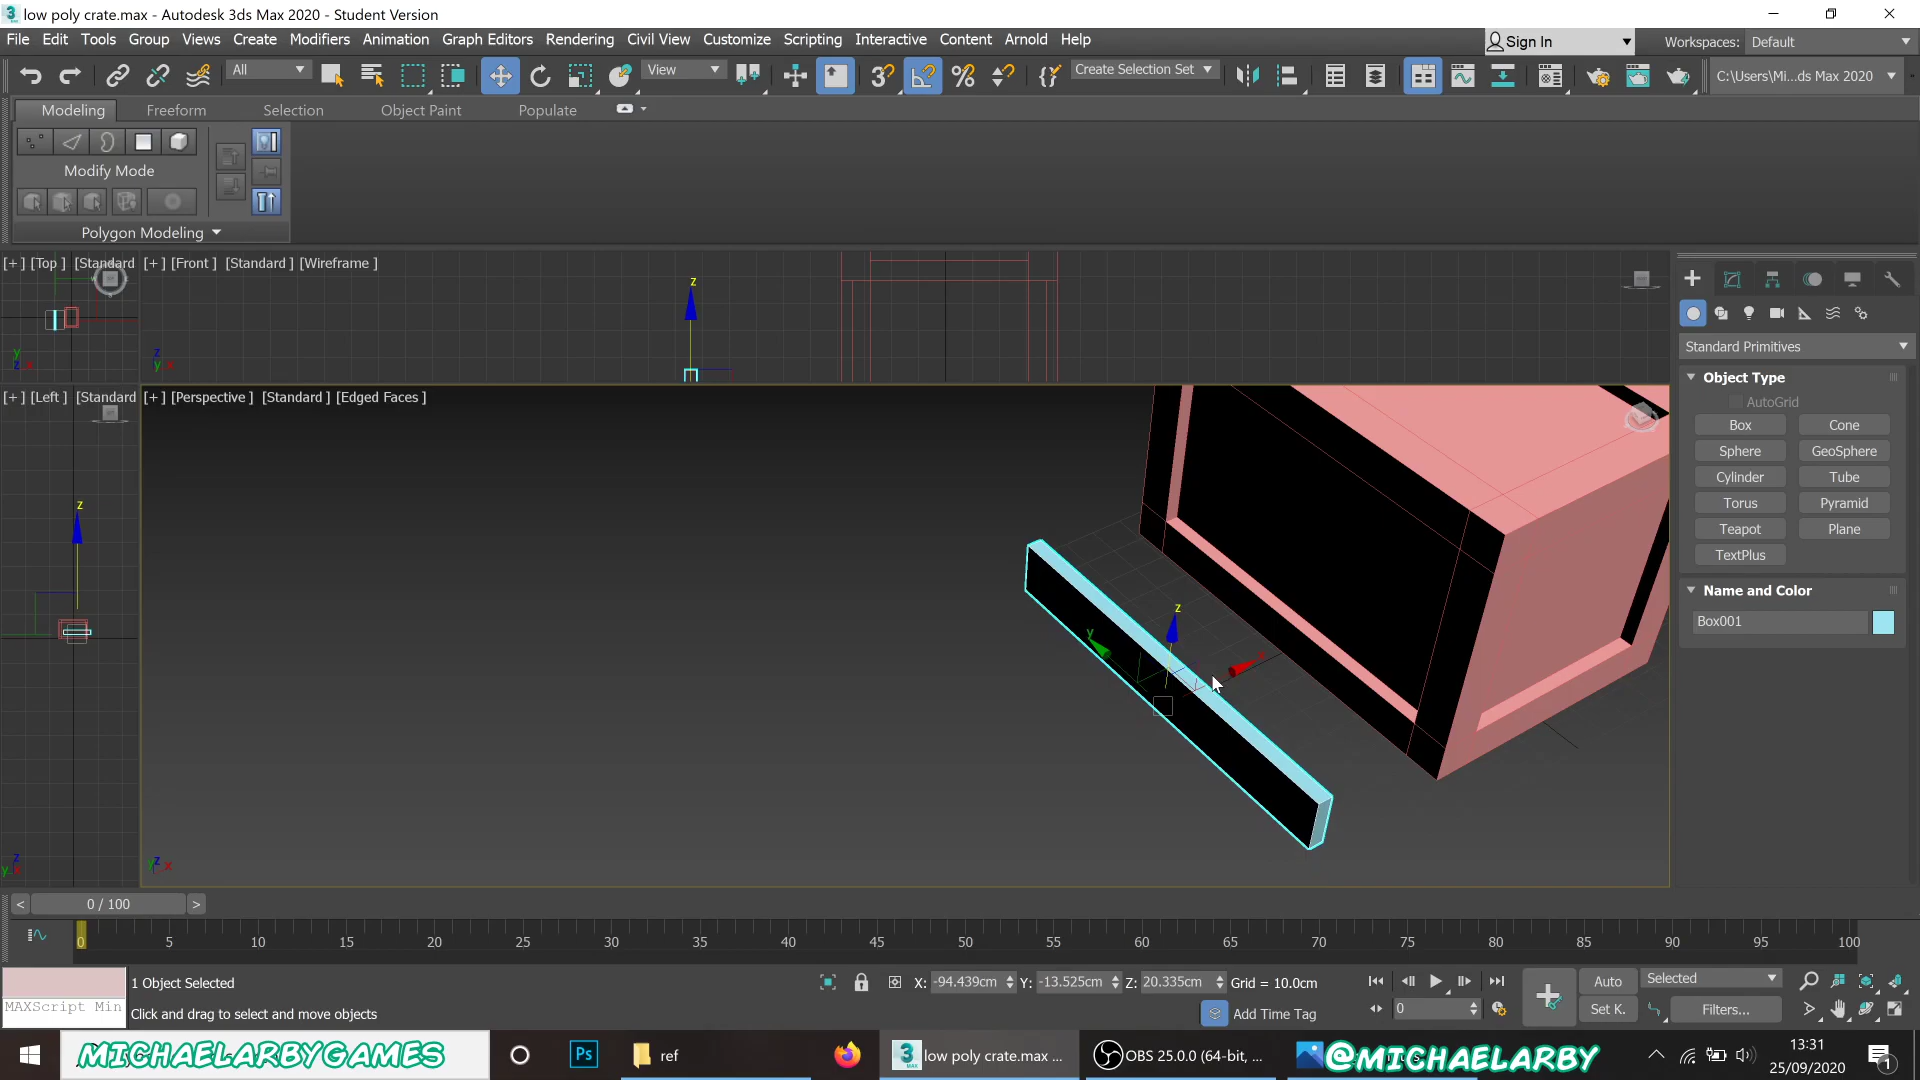 low poly crate.max - Autodesk 3ds Max 2020 - Student Version
File Edit Tools Group Views Create Modifiers Animation Graph Editors Rendering Civil View Customize Scripting Interactive Content Arnold Help
Sign In
Workspaces: Default
All
View
Create Selection Set
C:\Users\Mi...ds Max 2020
Modeling Freeform Selection Object Paint Populate
Modify Mode
Polygon Modeling
[+] [Top ] [Standard
[+] [Front ] [Standard ] [Wireframe ]
[+] [Left ] [Standard
[+] [Perspective ] [Standard ] [Edged Faces ]
Standard Primitives
Object Type
AutoGrid
Box Cone
Sphere GeoSphere
Cylinder Tube
Torus Pyramid
Teapot Plane
TextPlus
Name and Color
Box001
0 / 100
0 5 10 15 20 25 30 35 40 45 50 55 60 65 70 75 80 85 90 95 100
1 Object Selected
X: -94.439cm Y: -13.525cm Z: 20.335cm Grid = 10.0cm
Auto Selected
MAXScript Min
Click and drag to select and move objects
Add Time Tag
0
Set K. Filters...
MICHAELARBYGAMES
Ps
ref
low poly crate.max ...
OBS 25.0.0 (64-bit, ...
@MICHAELARBY
13:31
25/09/2020
1